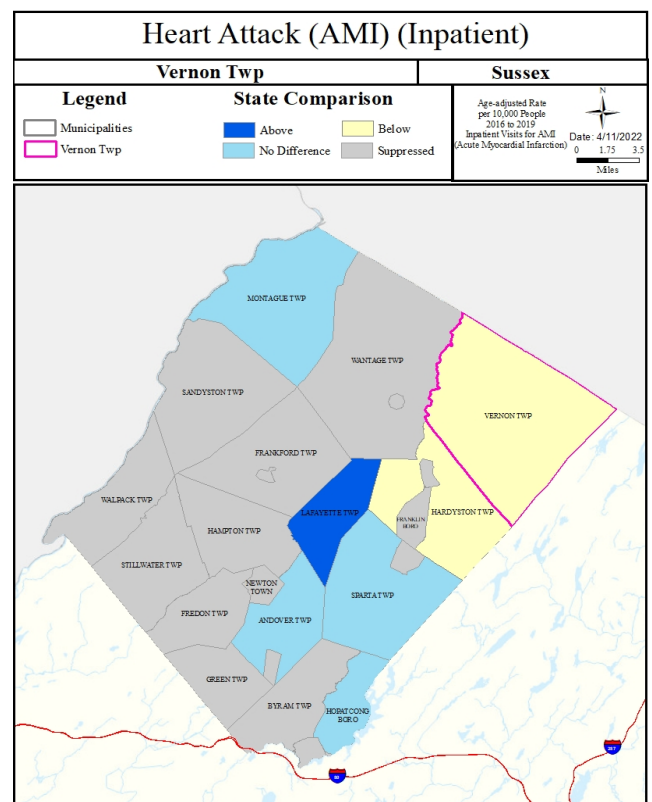 Heart Attack (AMI) (Inpatient)
Vernon Twp
Sussex
Legend
Municipalities
Vernon Twp
State Comparison
Above
Below
No Difference
Suppressed
Age-adjusted Rate
per 10,000 People
2016 to 2019
Inpatient Visits for AMI
(Acute Myocardial Infarction)
N
Date: 4/11/2022
0 1.75 3.5
Miles
MONTAGUE TWP
WANTAGE TWP
SANDYSTON TWP
VERNON TWP
FRANKFORD TWP
WALPACK TWP
LAFAYETTE TWP
HARDYSTON TWP
FRANKLIN
BORO
HAMPTON TWP
STILLWATER TWP
NEWTON
TOWN
SPARTA TWP
FREDON TWP
ANDOVER TWP
GREEN TWP
BYRAM TWP
HOPATCONG
BORO
287
80